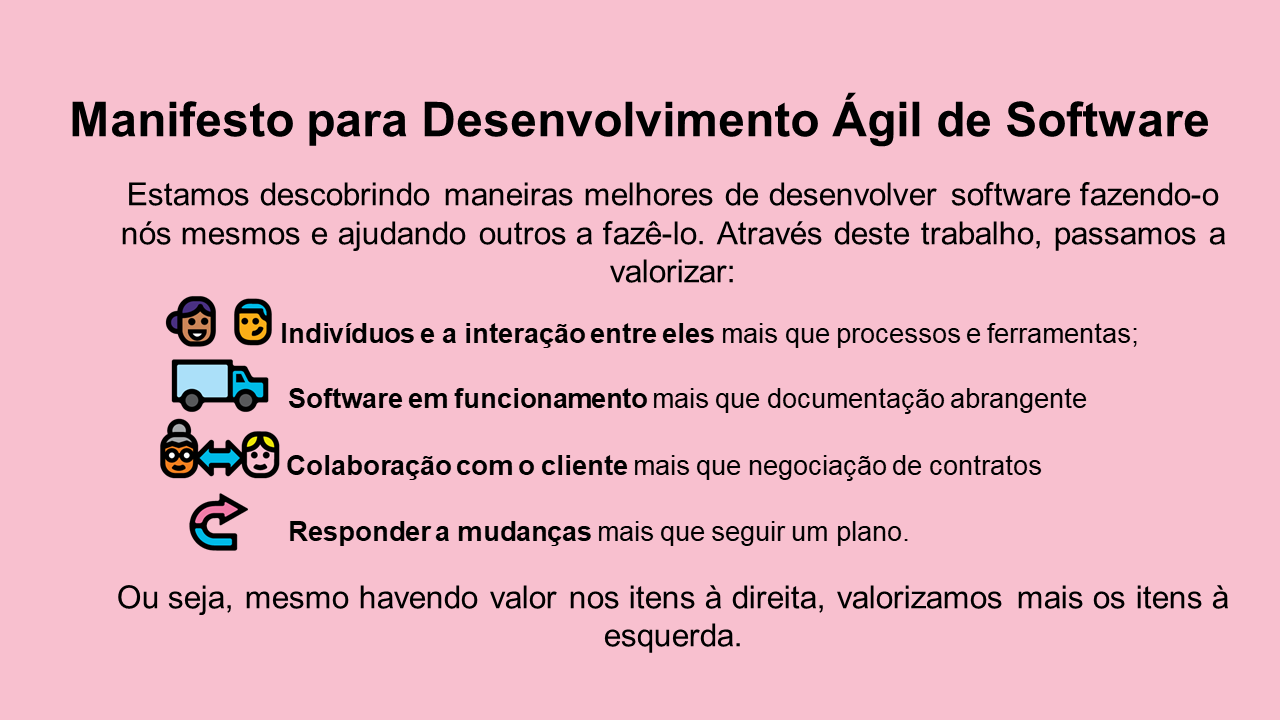 Manifesto para Desenvolvimento Ágil de Software
Estamos descobrindo maneiras melhores de desenvolver software fazendo-o
nós mesmos e ajudando outros a fazê-lo. Através deste trabalho, passamos a
valorizar:
Indivíduos e a interação entre eles mais que processos e ferramentas;
Software em funcionamento mais que documentação abrangente
Colaboração com o cliente mais que negociação de contratos
Responder a mudanças mais que seguir um plano.
Ou seja, mesmo havendo valor nos itens à direita, valorizamos mais os itens à
esquerda.